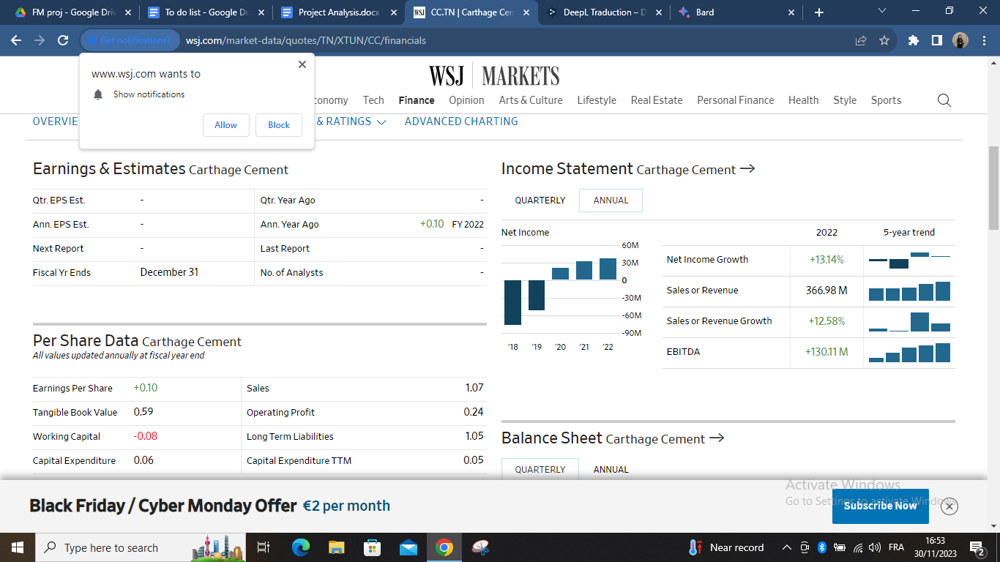 FM proj - Google Driv
To do list - Google Do
Project Analysis.docx
CC.TN | Carthage Cem
DeepL Traduction – D
Bard
Get notifications?
wsj.com/market-data/quotes/TN/XTUN/CC/financials
www.wsj.com wants to
Show notifications
Allow
Block
WSJ MARKETS
conomy Tech Finance Opinion Arts & Culture Lifestyle Real Estate Personal Finance Health Style Sports
OVERVIE & RATINGS ADVANCED CHARTING
Earnings & Estimates Carthage Cement
Qtr. EPS Est. - Qtr. Year Ago -
Ann. EPS Est. - Ann. Year Ago +0.10 FY 2022
Next Report - Last Report -
Fiscal Yr Ends December 31 No. of Analysts -
Per Share Data Carthage Cement
All values updated annually at fiscal year end
Earnings Per Share +0.10 Sales 1.07
Tangible Book Value 0.59 Operating Profit 0.24
Working Capital -0.08 Long Term Liabilities 1.05
Capital Expenditure 0.06 Capital Expenditure TTM 0.05
Income Statement Carthage Cement →
QUARTERLY ANNUAL
Net Income
60M
30M
0
-30M
-60M
-90M
'18 '19 '20 '21 '22
2022 5-year trend
Net Income Growth +13.14%
Sales or Revenue 366.98 M
Sales or Revenue Growth +12.58%
EBITDA +130.11 M
Balance Sheet Carthage Cement →
QUARTERLY ANNUAL
Black Friday / Cyber Monday Offer €2 per month
Subscribe Now
Activate Windows
Go to Settings to activate Windows.
Type here to search
Near record
FRA
16:53
30/11/2023
2